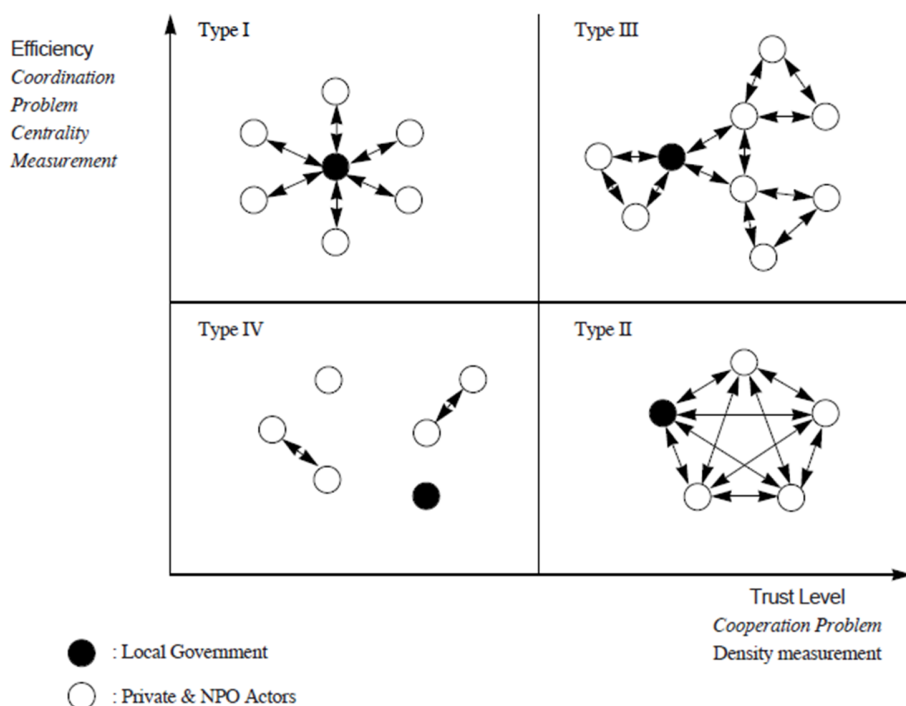 Type I
Type III
Efficiency
Coordination
Problem
Centrality
Measurement
Type IV
Type II
Trust Level
Cooperation Problem
Density measurement
: Local Government
: Private & NPO Actors